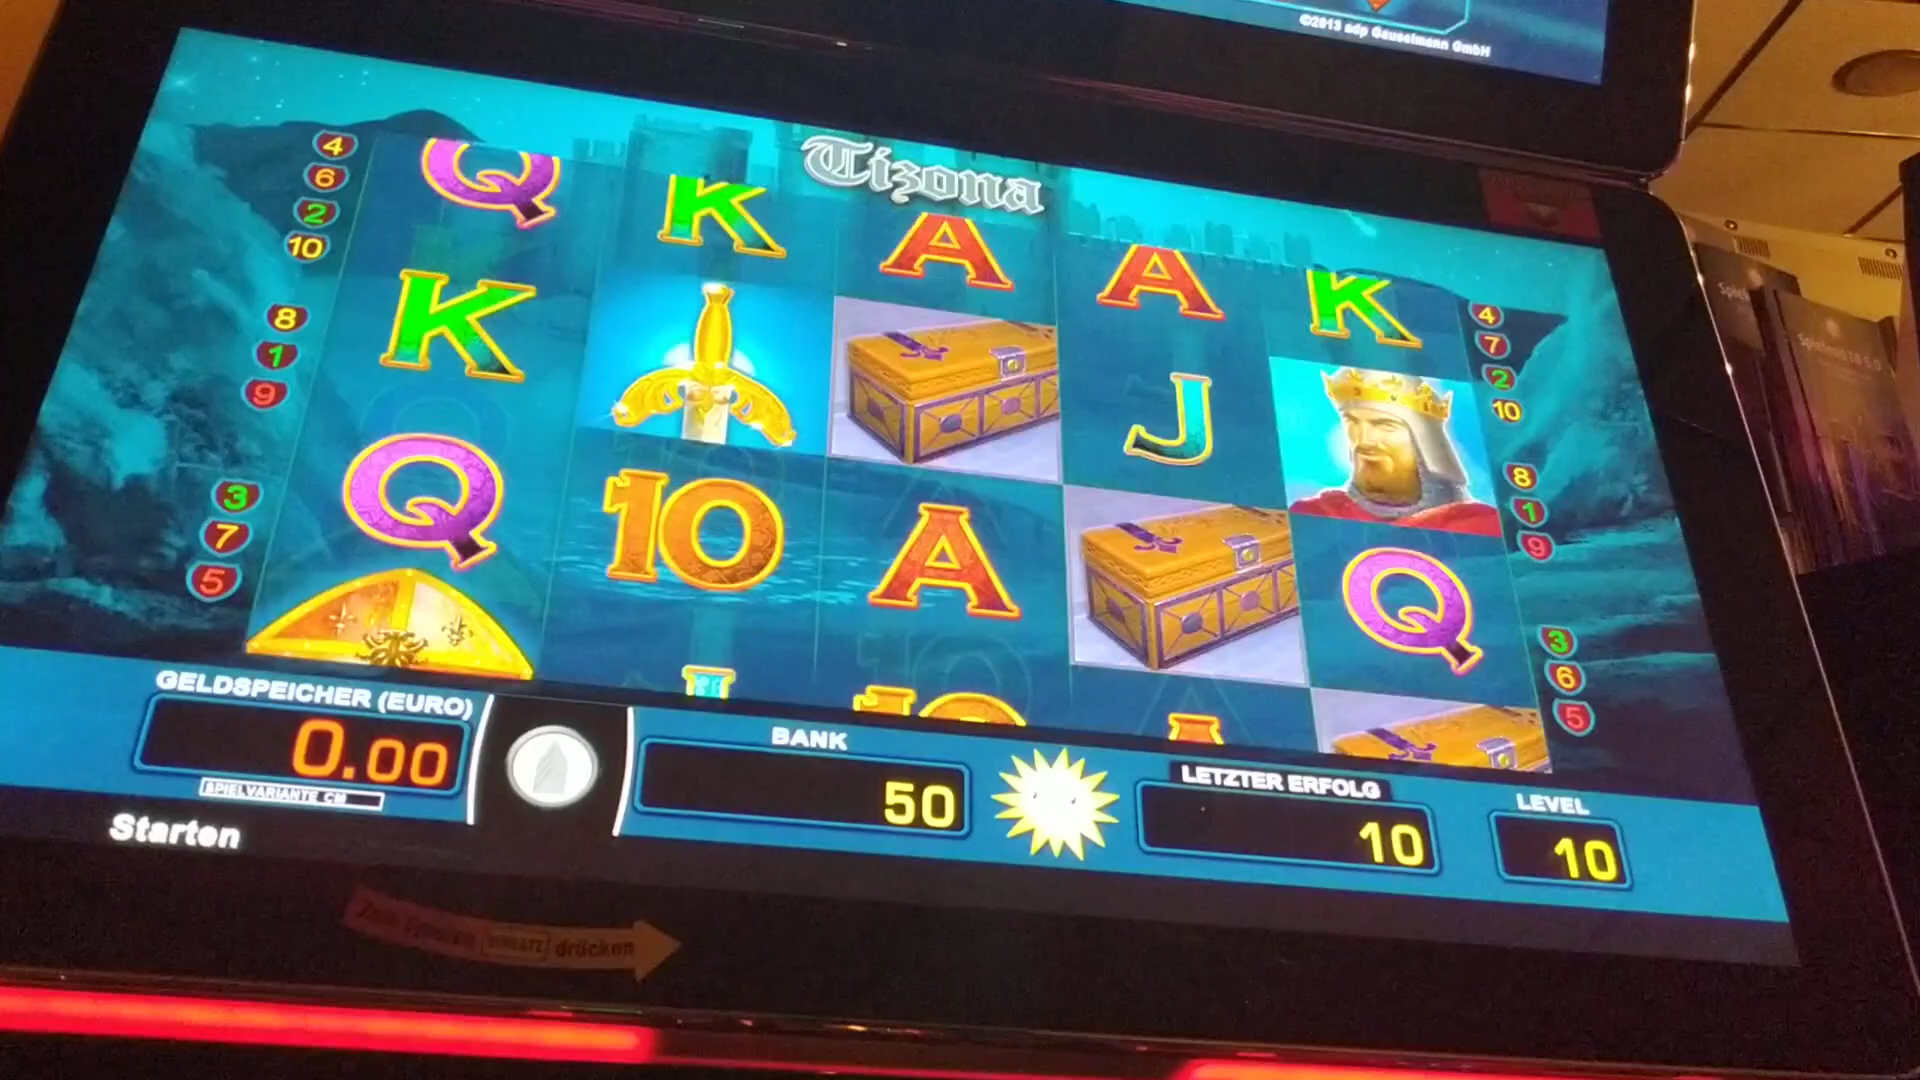 ©2013 adp Gauselmann GmbH
Tizona
4
6
2
10
8
1
9
3
7
5
Q K A A K
K J
Q 10 A Q
4
7
2
10
8
1
9
3
6
5
GELDSPEICHER (EURO)
0.00
SPIELVARIANTE CM
Starten
BANK
50
LETZTER ERFOLG
10
LEVEL
10
drücken